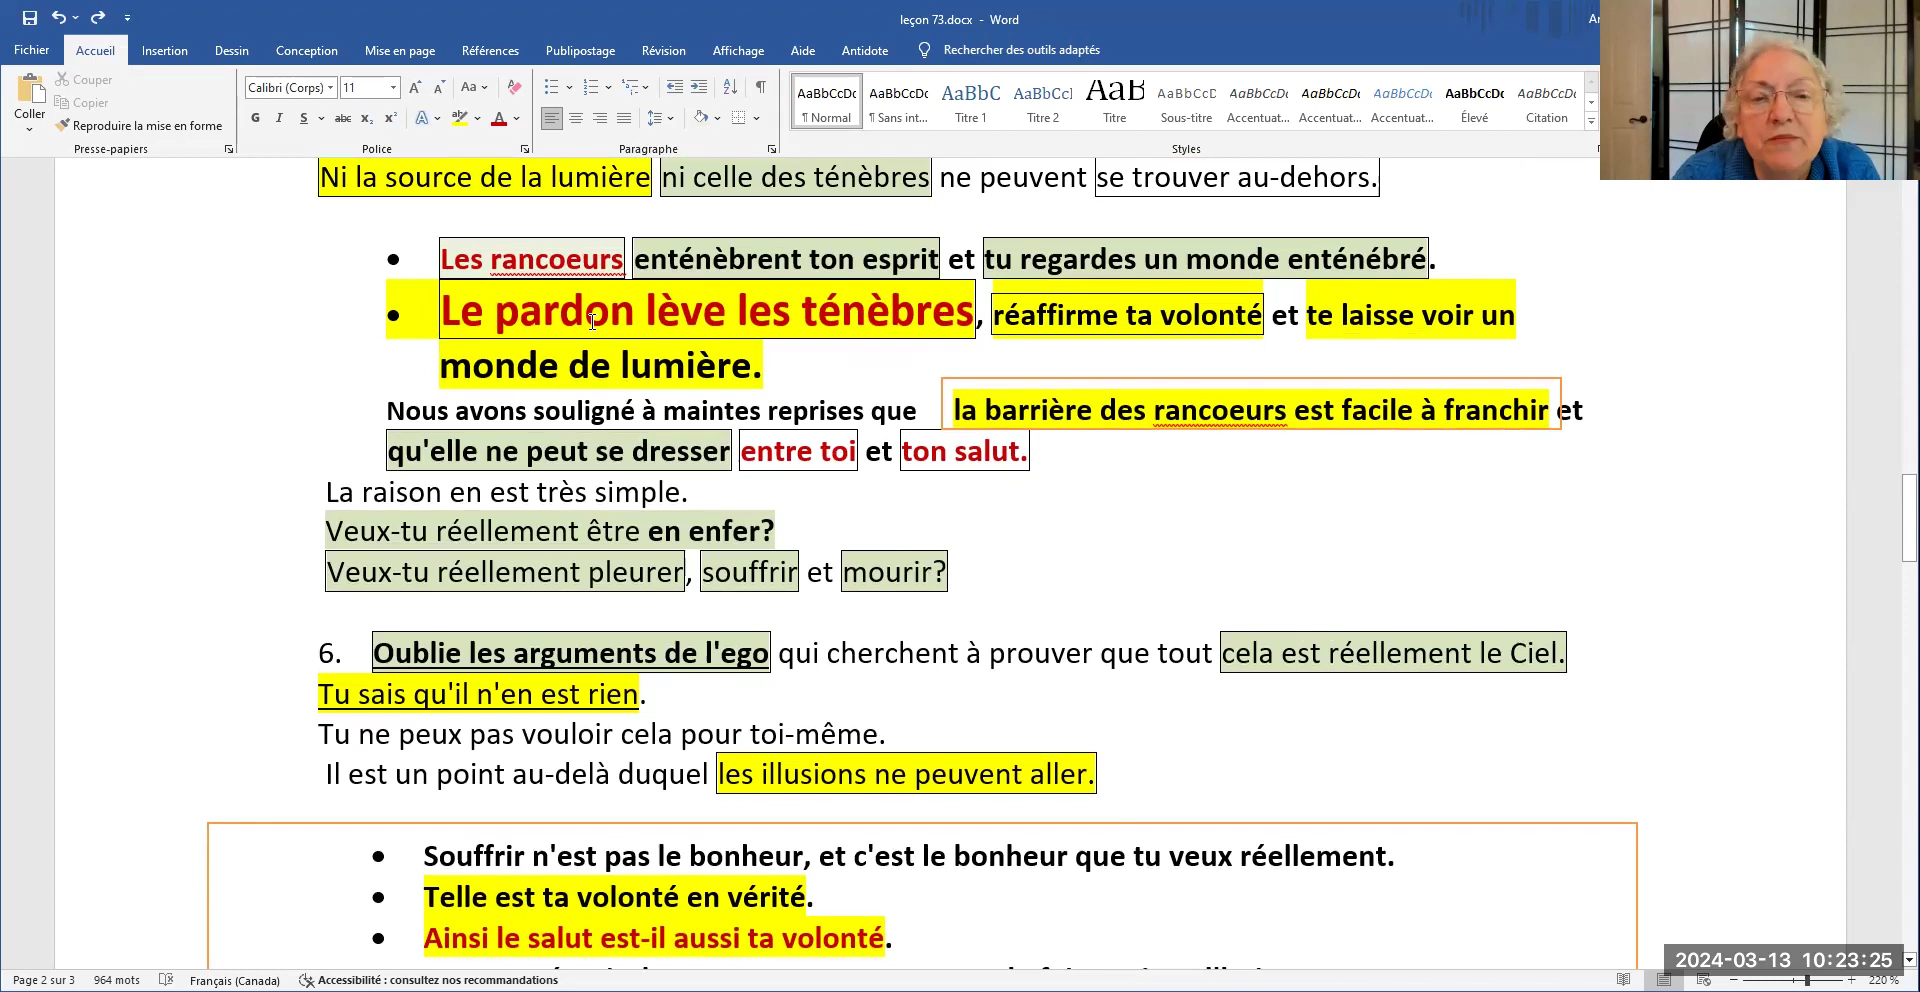 leçon 73.docx - Word
Fichier Accueil Insertion Dessin Conception Mise en page Références Publipostage Révision Affichage Aide Antidote Rechercher des outils adaptés
Couper
Copier
Coller
Reproduire la mise en forme
Calibri (Corps) 11
Presse-papiers Police Paragraphe Styles
AaBbCcDc AaBbCcDc AaBbC AaBbCcI AaB AaBbCcD AaBbCcDc AaBbCcDc AaBbCcDc AaBbCcDc AaBbCcDc
¶ Normal ¶ Sans int... Titre 1 Titre 2 Titre Sous-titre Accentuat... Accentuat... Accentuat... Élevé Citation
Ni la source de la lumière ni celle des ténèbres ne peuvent se trouver au-dehors.
• Les rancoeurs enténèbrent ton esprit et tu regardes un monde enténébré.
• Le pardon lève les ténèbres, réaffirme ta volonté et te laisse voir un
monde de lumière.
Nous avons souligné à maintes reprises que la barrière des rancoeurs est facile à franchir et
qu'elle ne peut se dresser entre toi et ton salut.
La raison en est très simple.
Veux-tu réellement être en enfer?
Veux-tu réellement pleurer, souffrir et mourir?
6. Oublie les arguments de l'ego qui cherchent à prouver que tout cela est réellement le Ciel.
Tu sais qu'il n'en est rien.
Tu ne peux pas vouloir cela pour toi-même.
Il est un point au-delà duquel les illusions ne peuvent aller.
• Souffrir n'est pas le bonheur, et c'est le bonheur que tu veux réellement.
• Telle est ta volonté en vérité.
• Ainsi le salut est-il aussi ta volonté.
2024-03-13 10:23:25
Page 2 sur 3 964 mots Français (Canada) Accessibilité : consultez nos recommandations 220 %